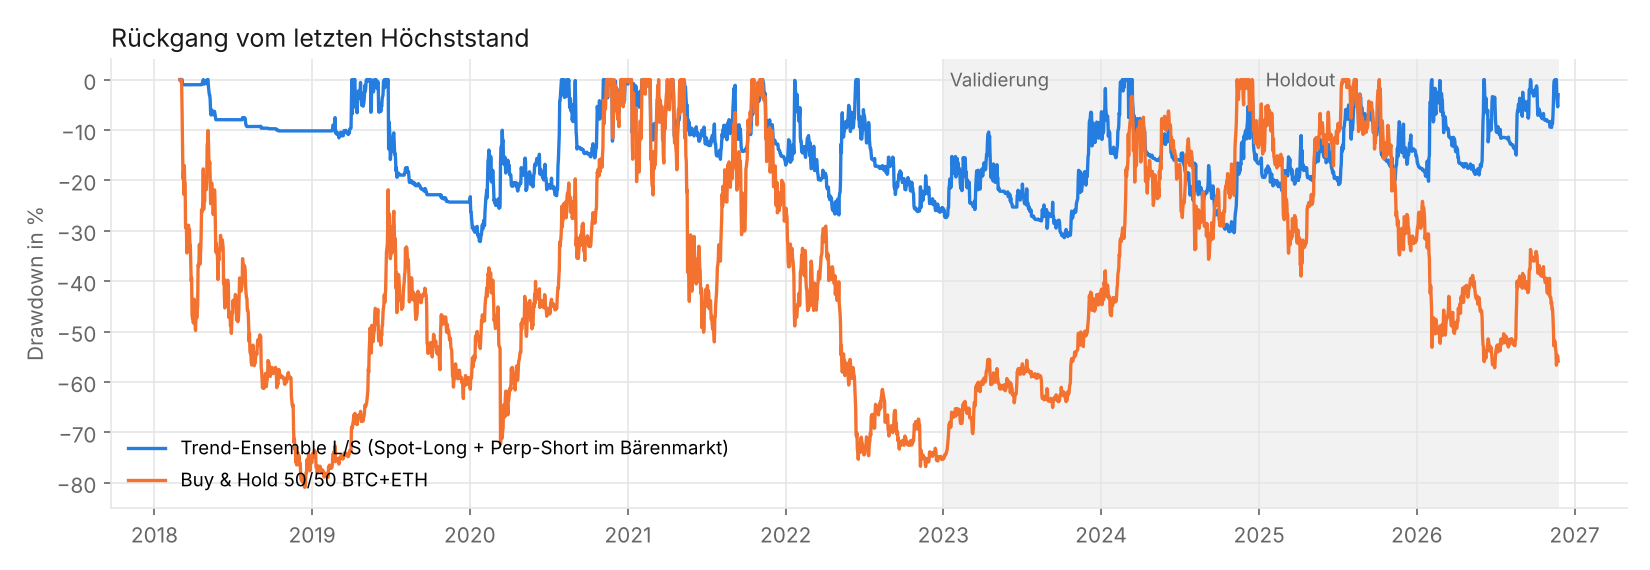 Rückgang vom letzten Höchststand
Validierung
Holdout
0
−10
−20
−30
−40
−50
−60
−70
−80
Drawdown in %
Trend-Ensemble L/S (Spot-Long + Perp-Short im Bärenmarkt)
Buy & Hold 50/50 BTC+ETH
2018 2019 2020 2021 2022 2023 2024 2025 2026 2027